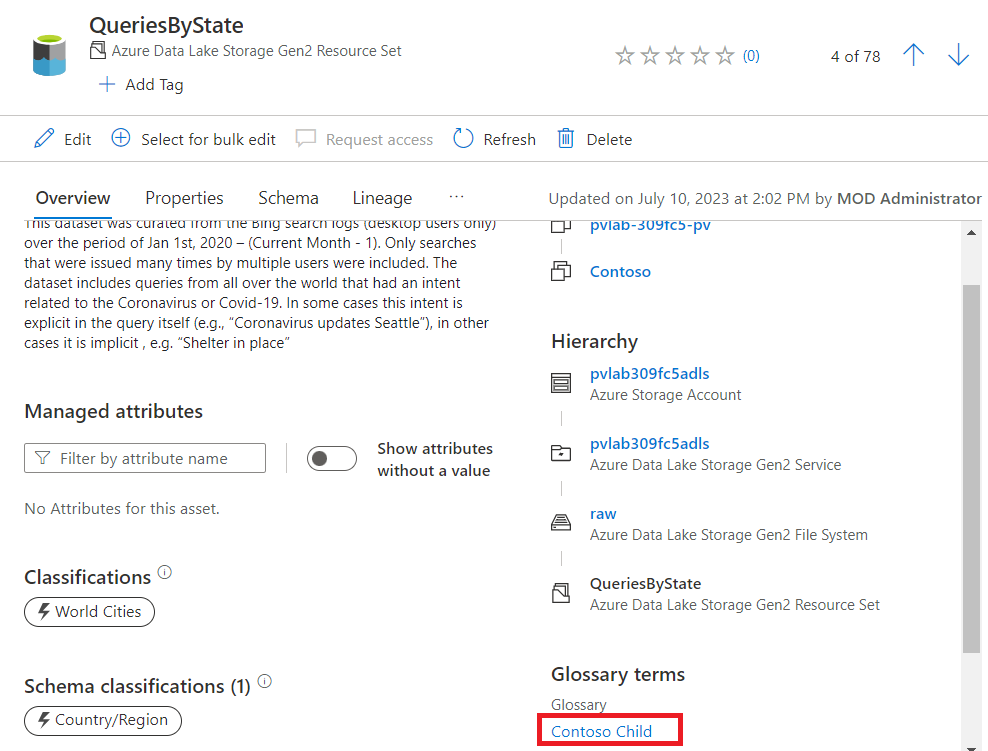 QueriesByState
Azure Data Lake Storage Gen2 Resource Set
Add Tag
(0)
4 of 78
Edit
Select for bulk edit
Request access
Refresh
Delete
Overview
Properties
Schema
Lineage
...
Updated on July 10, 2023 at 2:02 PM by MOD Administrator
This dataset was curated from the Bing search logs (desktop users only)
over the period of Jan 1st, 2020 – (Current Month - 1). Only searches
that were issued many times by multiple users were included. The
dataset includes queries from all over the world that had an intent
related to the Coronavirus or Covid-19. In some cases this intent is
explicit in the query itself (e.g., “Coronavirus updates Seattle”), in other
cases it is implicit , e.g. “Shelter in place”
Managed attributes
Filter by attribute name
Show attributes
without a value
No Attributes for this asset.
Classifications
World Cities
Schema classifications (1)
Country/Region
pvlab-309fc5-pv
Contoso
Hierarchy
pvlab309fc5adls
Azure Storage Account
pvlab309fc5adls
Azure Data Lake Storage Gen2 Service
raw
Azure Data Lake Storage Gen2 File System
QueriesByState
Azure Data Lake Storage Gen2 Resource Set
Glossary terms
Glossary
Contoso Child